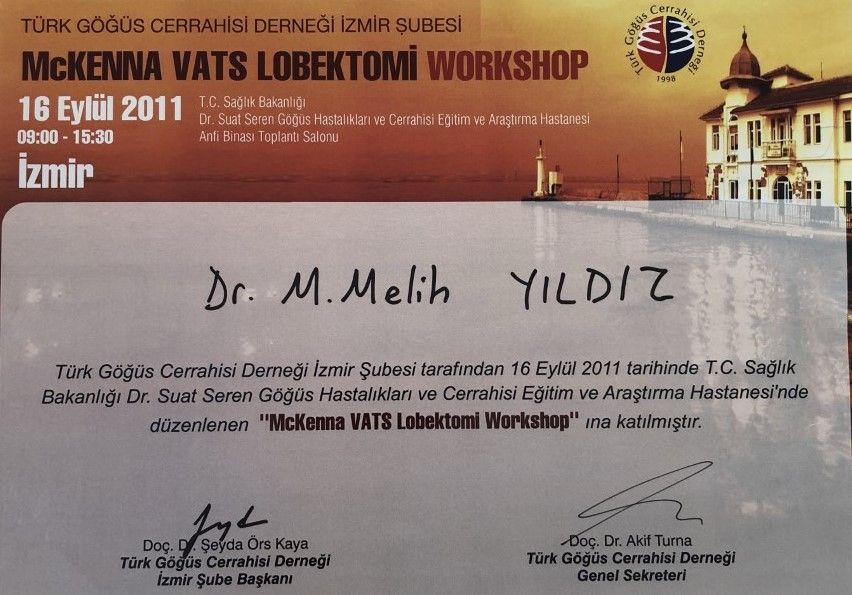 TÜRK GÖĞÜS CERRAHİSİ DERNEĞİ İZMİR ŞUBESİ
McKENNA VATS LOBEKTOMİ WORKSHOP
16 Eylül 2011
09:00 - 15:30
İzmir
T.C. Sağlık Bakanlığı
Dr. Suat Seren Göğüs Hastalıkları ve Cerrahisi Eğitim ve Araştırma Hastanesi
Anfi Binası Toplantı Salonu
Türk Göğüs Cerrahisi Derneği
1998
Dr. M. Melih YILDIZ
Türk Göğüs Cerrahisi Derneği İzmir Şubesi tarafından 16 Eylül 2011 tarihinde T.C. Sağlık
Bakanlığı Dr. Suat Seren Göğüs Hastalıkları ve Cerrahisi Eğitim ve Araştırma Hastanesi'nde
düzenlenen "McKenna VATS Lobektomi Workshop" ına katılmıştır.
Doç. Dr. Şeyda Örs Kaya
Türk Göğüs Cerrahisi Derneği
İzmir Şube Başkanı
Doç. Dr. Akif Turna
Türk Göğüs Cerrahisi Derneği
Genel Sekreteri